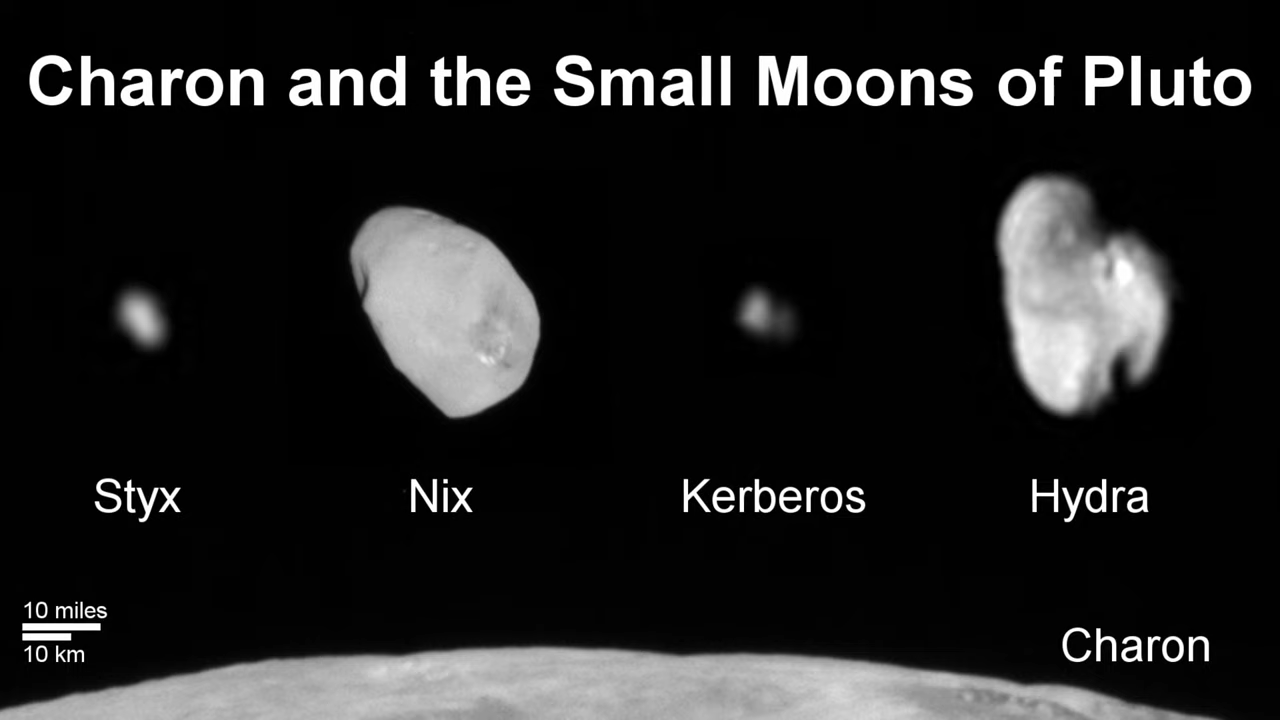 Charon and the Small Moons of Pluto
Styx
Nix
Kerberos
Hydra
10 miles
10 km
Charon